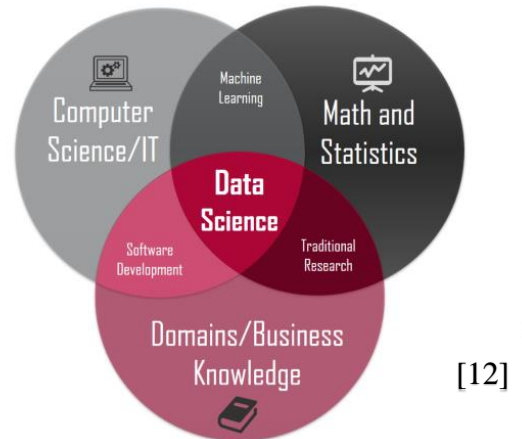 Machine
Learning
Computer
Science/IT
Math and
Statistics
Data
Science
Software
Development
Traditional
Research
Domains/Business
Knowledge
[12]